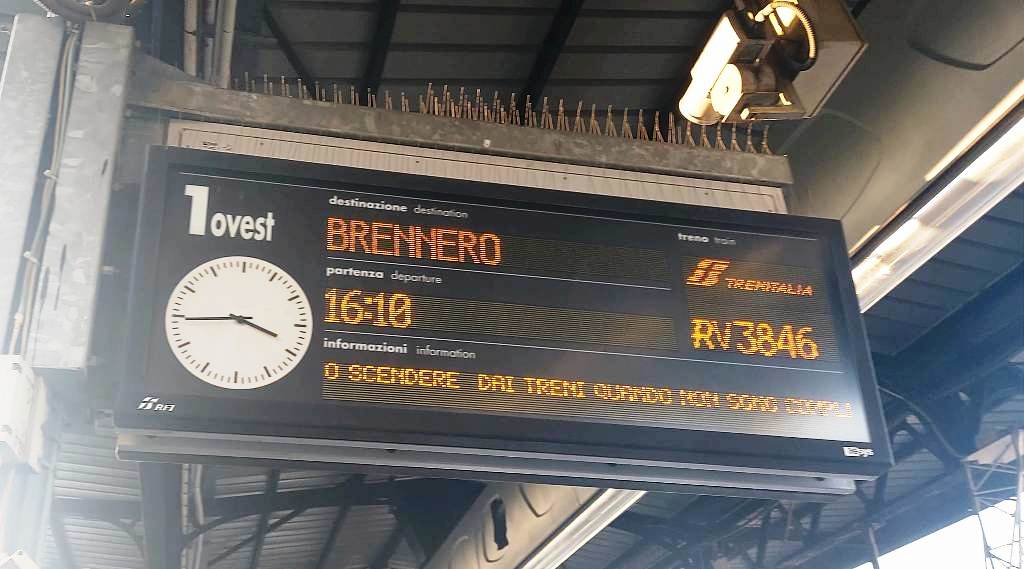 1 ovest
destinazione destination
BRENNERO
treno train
TRENITALIA
partenza departure
16:10
RV3846
informazioni information
O SCENDERE DAI TRENI QUANDO NON SONO
RFI